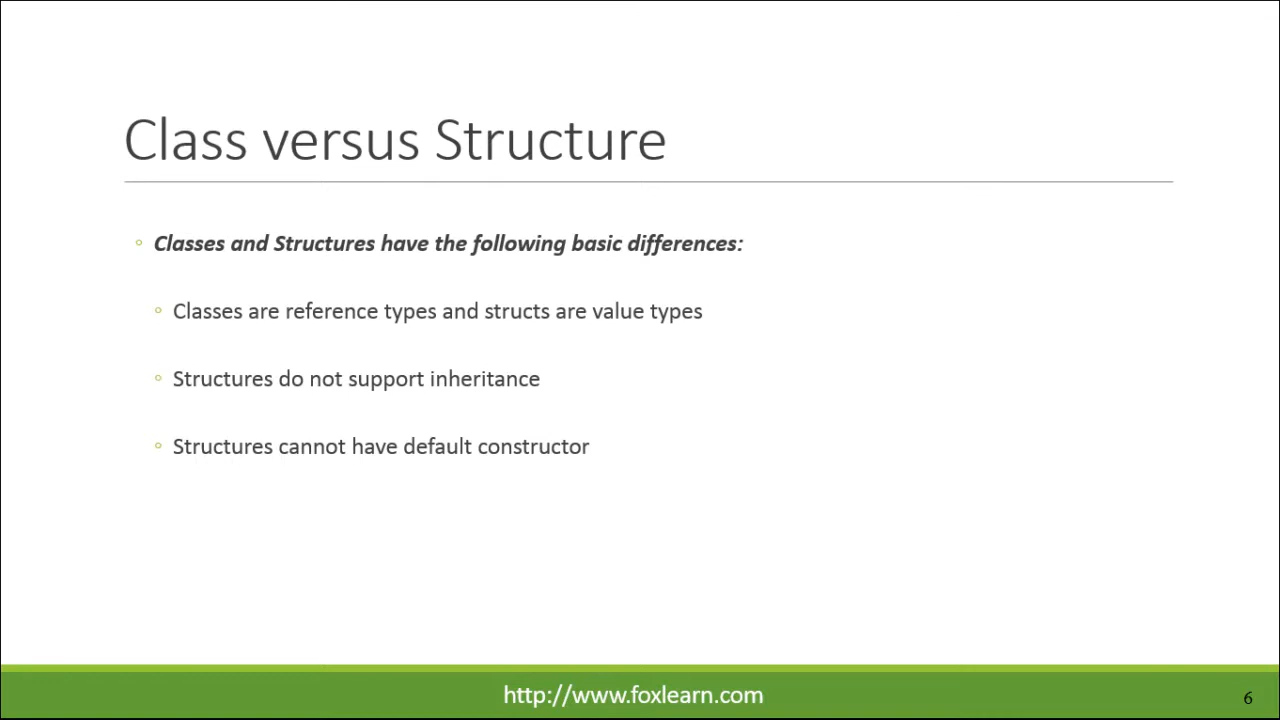 Class versus Structure
Classes and Structures have the following basic differences:
Classes are reference types and structs are value types
Structures do not support inheritance
Structures cannot have default constructor
http://www.foxlearn.com
6